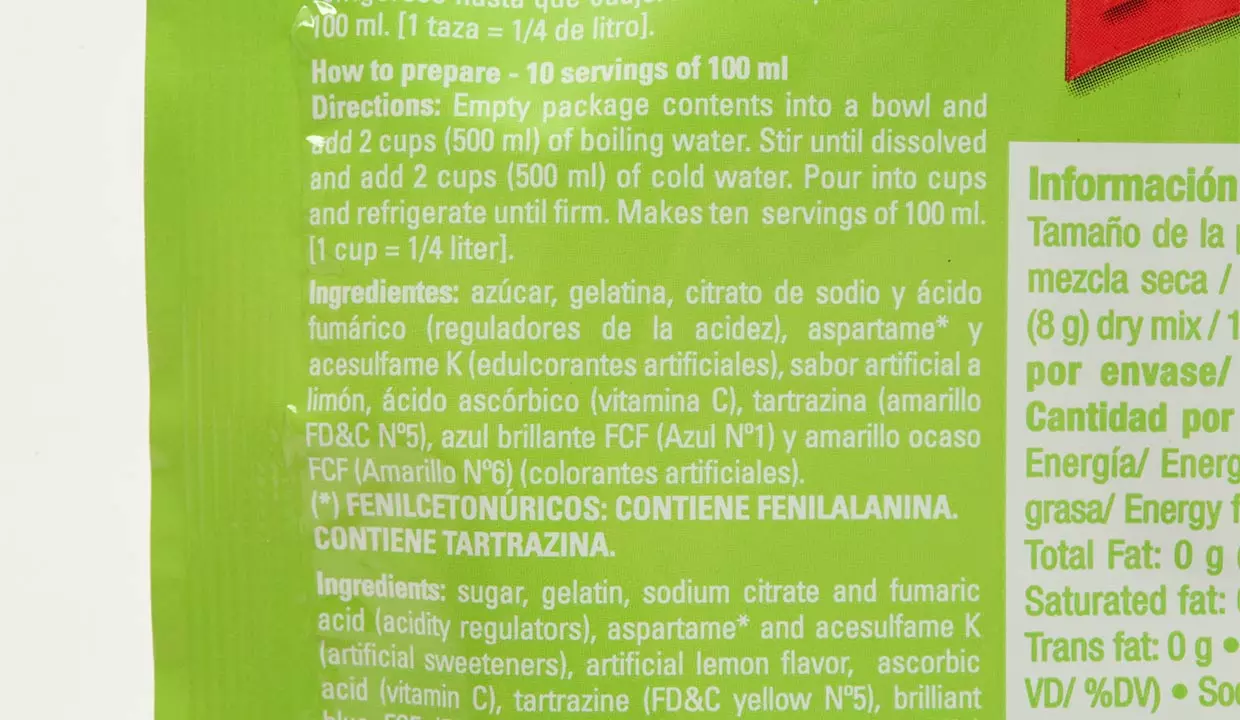 100 ml. [1 taza = 1/4 de litro].
How to prepare - 10 servings of 100 ml
Directions: Empty package contents into a bowl and
add 2 cups (500 ml) of boiling water. Stir until dissolved
and add 2 cups (500 ml) of cold water. Pour into cups
and refrigerate until firm. Makes ten servings of 100 ml.
[1 cup = 1/4 liter].
Ingredientes: azúcar, gelatina, citrato de sodio y ácido
fumárico (reguladores de la acidez), aspartame* y
acesulfame K (edulcorantes artificiales), sabor artificial a
limón, ácido ascórbico (vitamina C), tartrazina (amarillo
FD&C Nº5), azul brillante FCF (Azul Nº1) y amarillo ocaso
FCF (Amarillo Nº6) (colorantes artificiales).
(*) FENILCETONÚRICOS: CONTIENE FENILALANINA.
CONTIENE TARTRAZINA.
Ingredients: sugar, gelatin, sodium citrate and fumaric
acid (acidity regulators), aspartame* and acesulfame K
(artificial sweeteners), artificial lemon flavor, ascorbic
acid (vitamin C), tartrazine (FD&C yellow Nº5), brilliant
Información
Tamaño de la
mezcla seca /
(8 g) dry mix / 1
por envase/
Cantidad por
Energía/ Energ
grasa/ Energy f
Total Fat: 0 g
Saturated fat:
Trans fat: 0 g •
VD/ %DV) • So